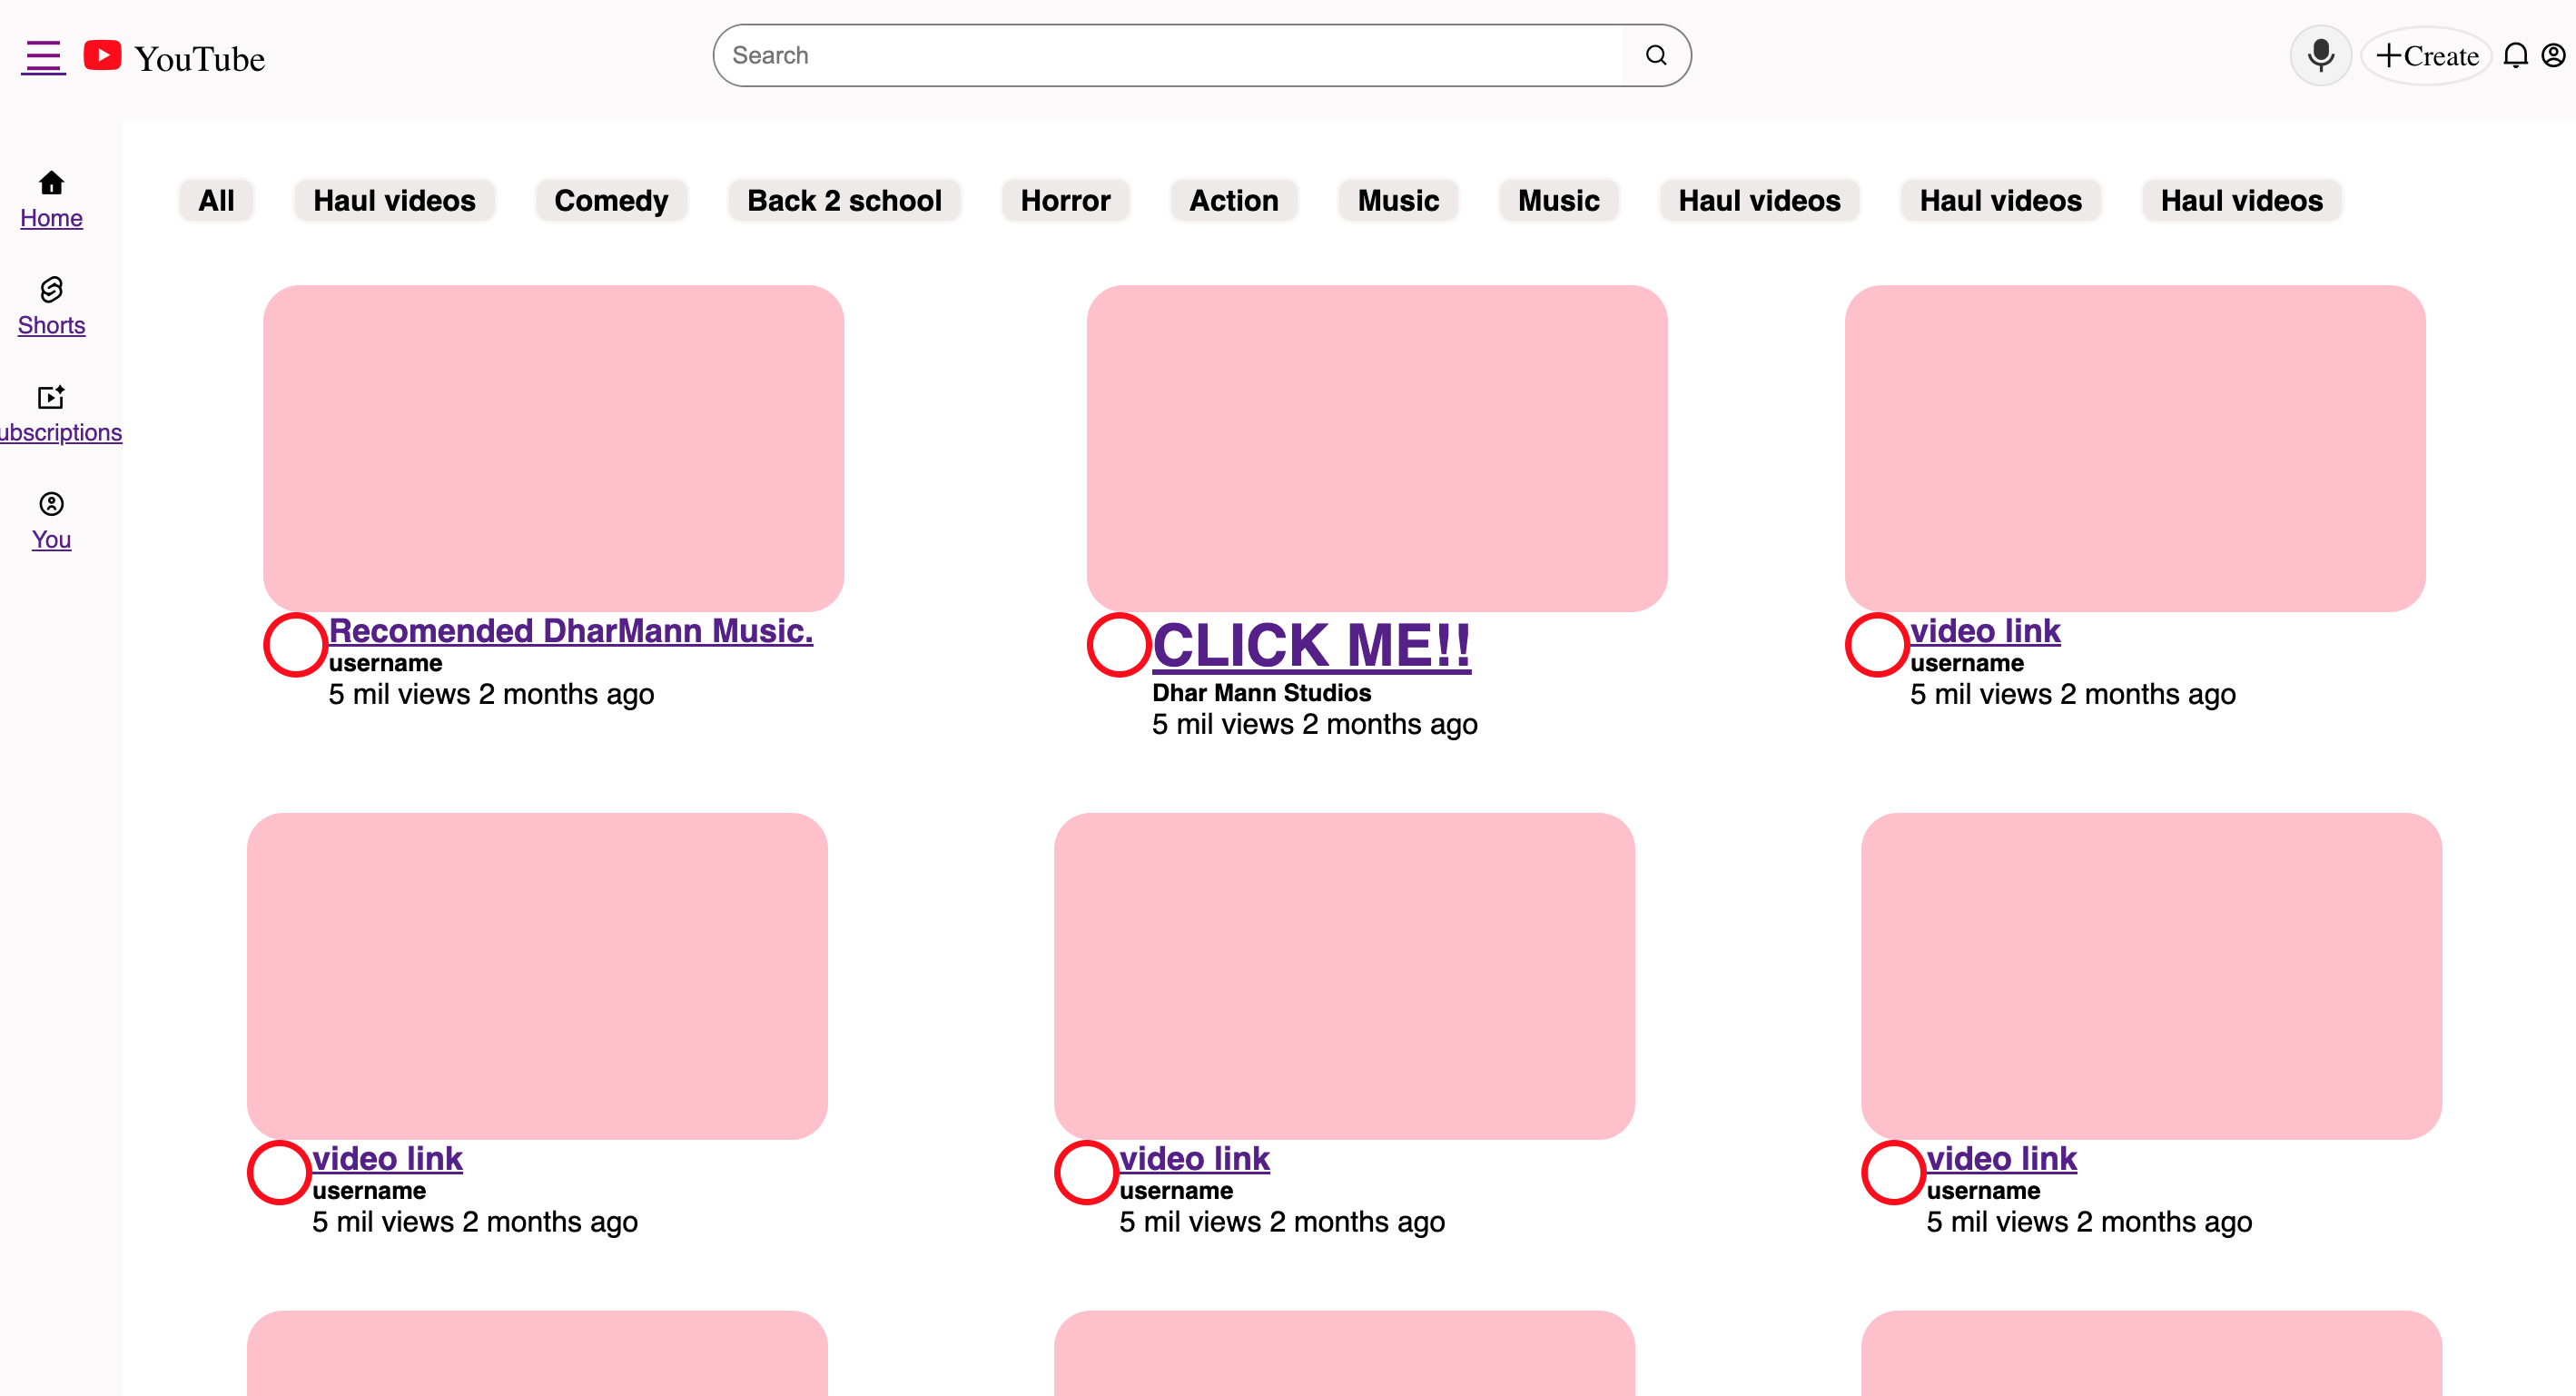 YouTube
Search
Create
All
Haul videos
Comedy
Back 2 school
Horror
Action
Music
Music
Haul videos
Haul videos
Haul videos
Home
Shorts
ubscriptions
You
Recomended DharMann Music.
username
5 mil views 2 months ago
CLICK ME!!
Dhar Mann Studios
5 mil views 2 months ago
video link
username
5 mil views 2 months ago
video link
username
5 mil views 2 months ago
video link
username
5 mil views 2 months ago
video link
username
5 mil views 2 months ago